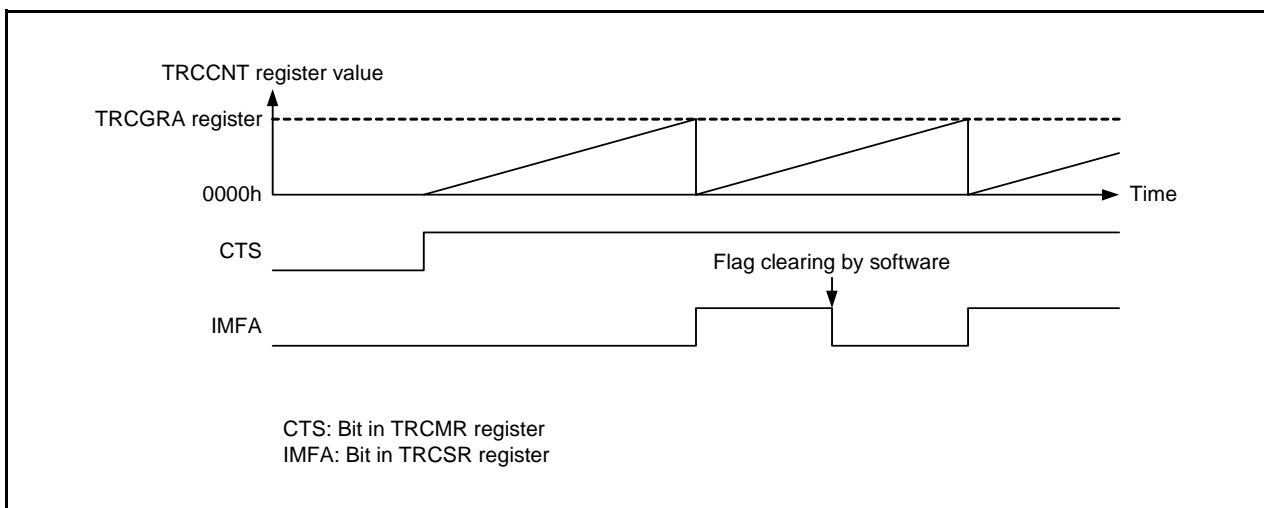 TRCCNT register value
TRCGRA register
0000h
Time
CTS
Flag clearing by software
IMFA
CTS: Bit in TRCMR register
IMFA: Bit in TRCSR register